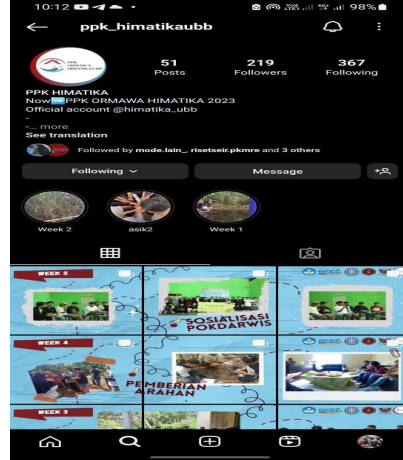 10:12
98%
ppk_himatikaubb
51
219
367
Posts
Followers
Following
PPK HIMATIKA
Now PPK ORMAWA HIMATIKA 2023
Official account @himatika_ubb
-
-... more
See translation
Followed by mode.lain_, risetseir.pkmre and 3 others
Following
Message
Week 2
asik2
Week 1
WEEK 5
SOSIALISASI
POKDARWIS
WEEK 4
PEMBERIAN
ARAHAN
WEEK 3